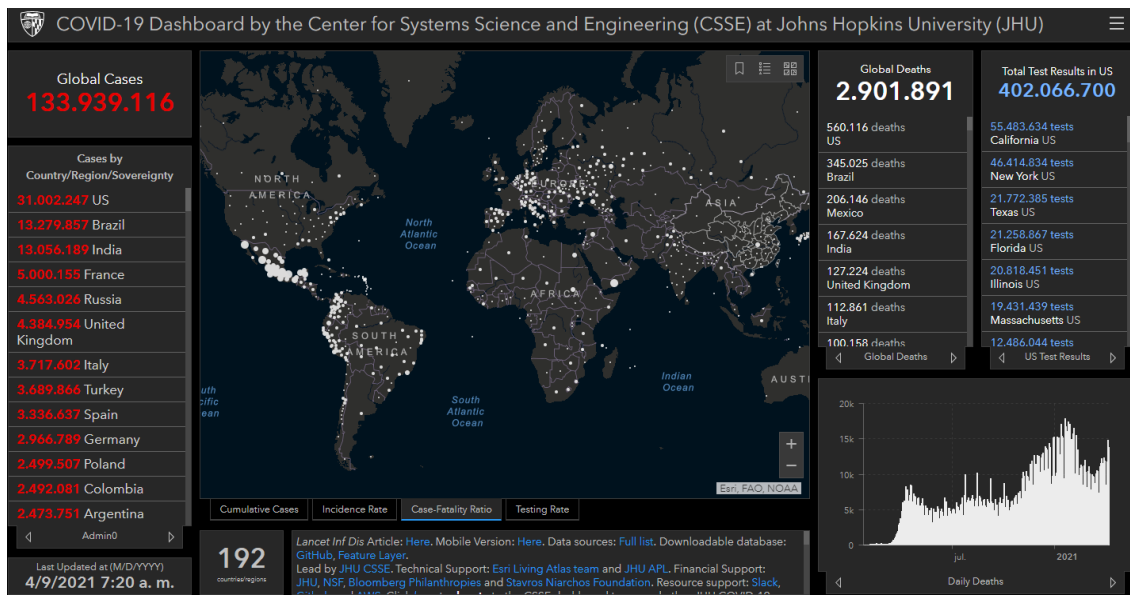 COVID-19 Dashboard by the Center for Systems Science and Engineering (CSSE) at Johns Hopkins University (JHU)
Global Cases
133.939.116
Cases by
Country/Region/Sovereignty
31.002.247 US
13.279.857 Brazil
13.056.189 India
5.000.155 France
4.563.026 Russia
4.384.954 United
Kingdom
3.717.602 Italy
3.689.866 Turkey
3.336.637 Spain
2.966.789 Germany
2.499.507 Poland
2.492.081 Colombia
2.473.751 Argentina
Admin0
Last Updated at (M/D/YYYY)
4/9/2021 7:20 a. m.
NORTH
AMERICA
North
Atlantic
Ocean
EUROPE
ASIA
AFRICA
SOUTH
AMERICA
South
Atlantic
Ocean
Indian
Ocean
AUSTI
uth
cific
ean
+
−
Esri, FAO, NOAA
Cumulative Cases
Incidence Rate
Case-Fatality Ratio
Testing Rate
192
countries/regions
Lancet Inf Dis Article: Here. Mobile Version: Here. Data sources: Full list. Downloadable database:
GitHub, Feature Layer.
Lead by JHU CSSE. Technical Support: Esri Living Atlas team and JHU APL. Financial Support:
JHU, NSF, Bloomberg Philanthropies and Stavros Niarchos Foundation. Resource support: Slack,
Global Deaths
2.901.891
560.116 deaths
US
345.025 deaths
Brazil
206.146 deaths
Mexico
167.624 deaths
India
127.224 deaths
United Kingdom
112.861 deaths
Italy
100.158 deaths
Global Deaths
Total Test Results in US
402.066.700
55.483.634 tests
California US
46.414.834 tests
New York US
21.772.385 tests
Texas US
21.258.867 tests
Florida US
20.818.451 tests
Illinois US
19.431.439 tests
Massachusetts US
12.486.044 tests
US Test Results
20k
15k
10k
5k
0
jul.
2021
Daily Deaths